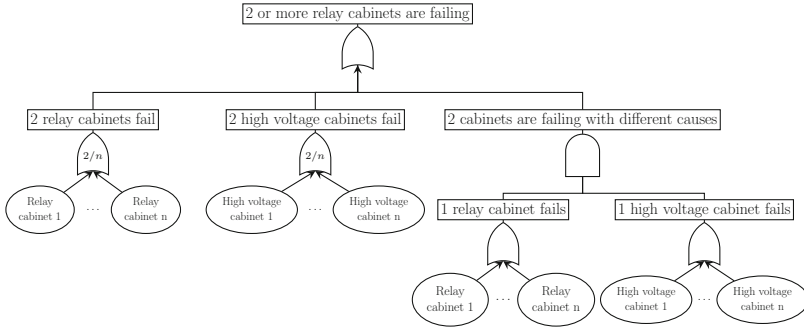 2 or more relay cabinets are failing
2 relay cabinets fail
2 high voltage cabinets fail
2 cabinets are failing with different causes
2/n
2/n
Relay
cabinet 1
...
Relay
cabinet n
High voltage
cabinet 1
...
High voltage
cabinet n
1 relay cabinet fails
1 high voltage cabinet fails
Relay
cabinet 1
...
Relay
cabinet n
High voltage
cabinet 1
...
High voltage
cabinet n